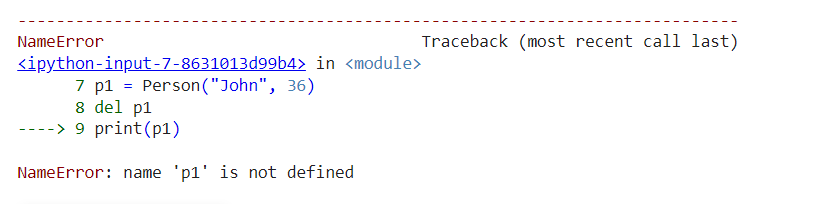 ---------------------------------------------------------------------------
NameError                                 Traceback (most recent call last)
<ipython-input-7-8631013d99b4> in <module>
      7 p1 = Person("John", 36)
      8 del p1
----> 9 print(p1)

NameError: name 'p1' is not defined